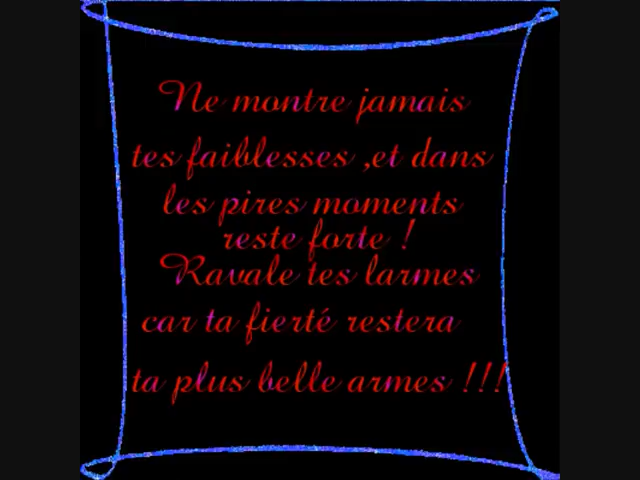 Ne montre jamais
tes faiblesses ,et dans
les pires moments
reste forte !
Ravale tes larmes
car ta fierté restera
ta plus belle armes !!!